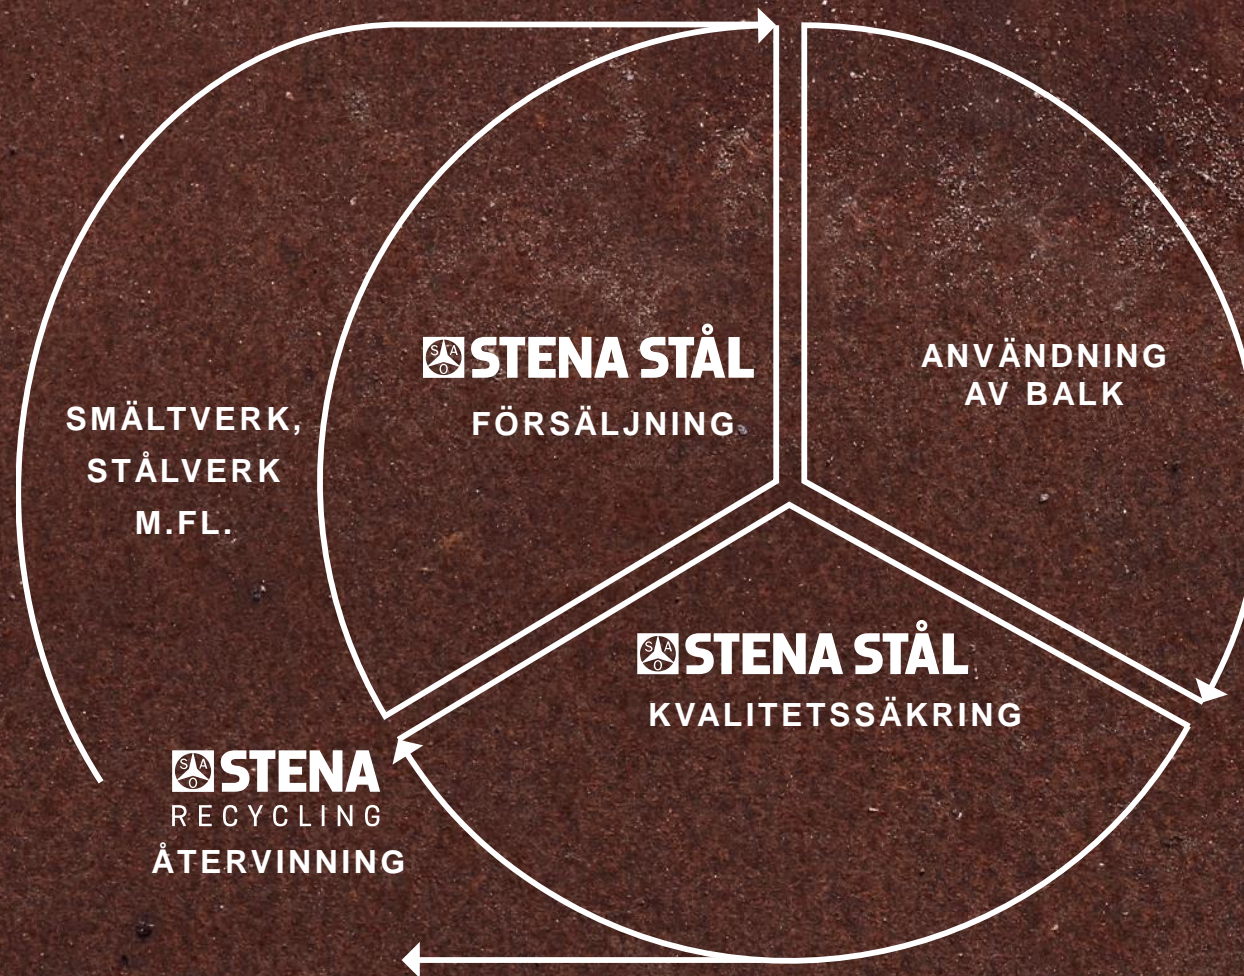 STENA STÅL
FÖRSÄLJNING
ANVÄNDNING
AV BALK
SMÄLTVERK,
STÅLVERK
M.FL.
STENA STÅL
KVALITETSSÄKRING
STENA
RECYCLING
ÅTERVINNING